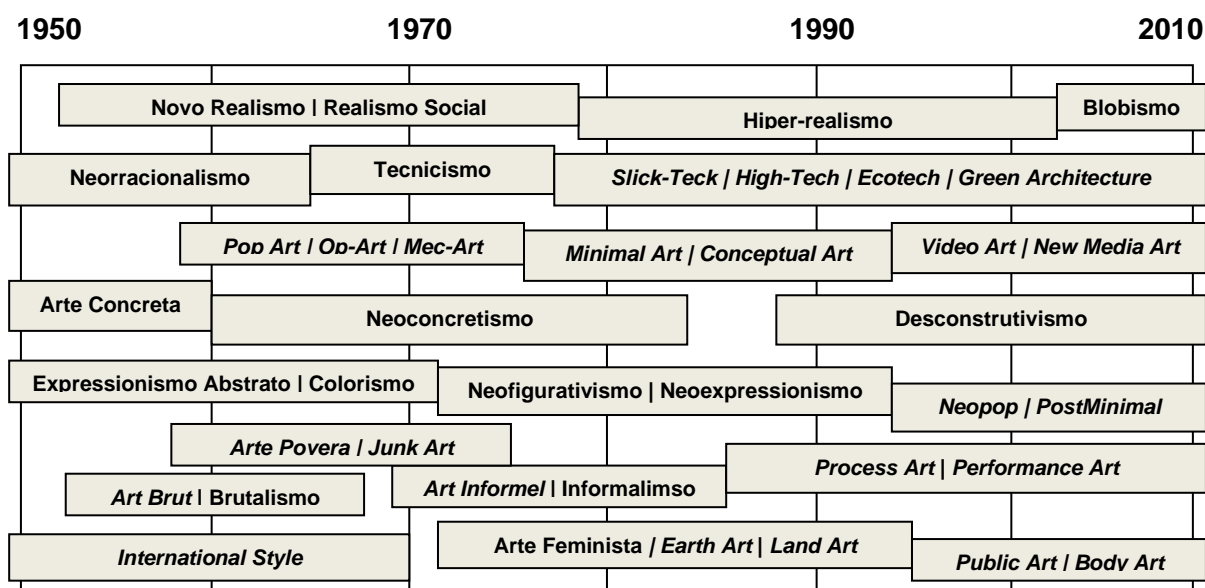 1950 1970 1990 2010
Novo Realismo | Realismo Social
Hiper-realismo
Blobismo
Neorracionalismo
Tecnicismo
Slick-Teck | High-Tech | Ecotech | Green Architecture
Pop Art | Op-Art | Mec-Art
Minimal Art | Conceptual Art
Video Art | New Media Art
Arte Concreta
Neoconcretismo
Desconstrutivismo
Expressionismo Abstrato | Colorismo
Neofigurativismo | Neoexpressionismo
Neopop | PostMinimal
Arte Povera | Junk Art
Process Art | Performance Art
Art Brut | Brutalismo
Art Informel | Informalimso
International Style
Arte Feminista | Earth Art | Land Art
Public Art | Body Art